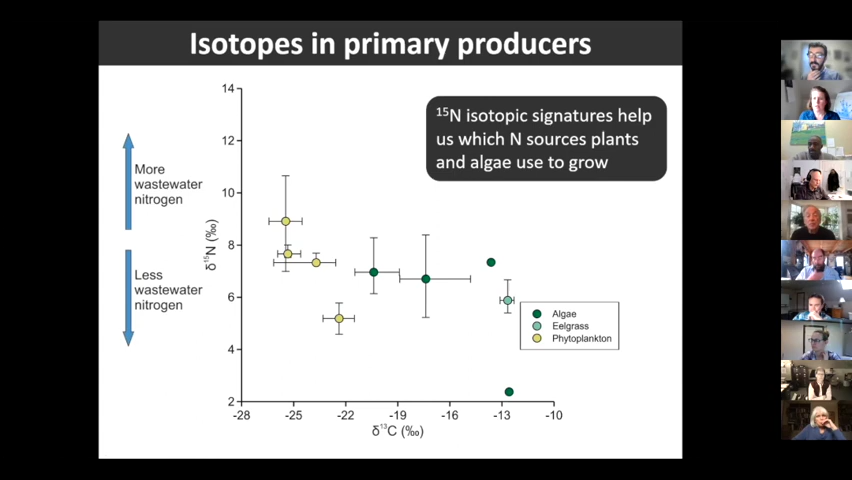 Isotopes in primary producers
¹⁵N isotopic signatures help
us which N sources plants
and algae use to grow
More
wastewater
nitrogen
Less
wastewater
nitrogen
δ¹⁵N (‰)
14
12
10
8
6
4
2
-28
-25
-22
-19
-16
-13
-10
δ¹³C (‰)
Algae
Eelgrass
Phytoplankton